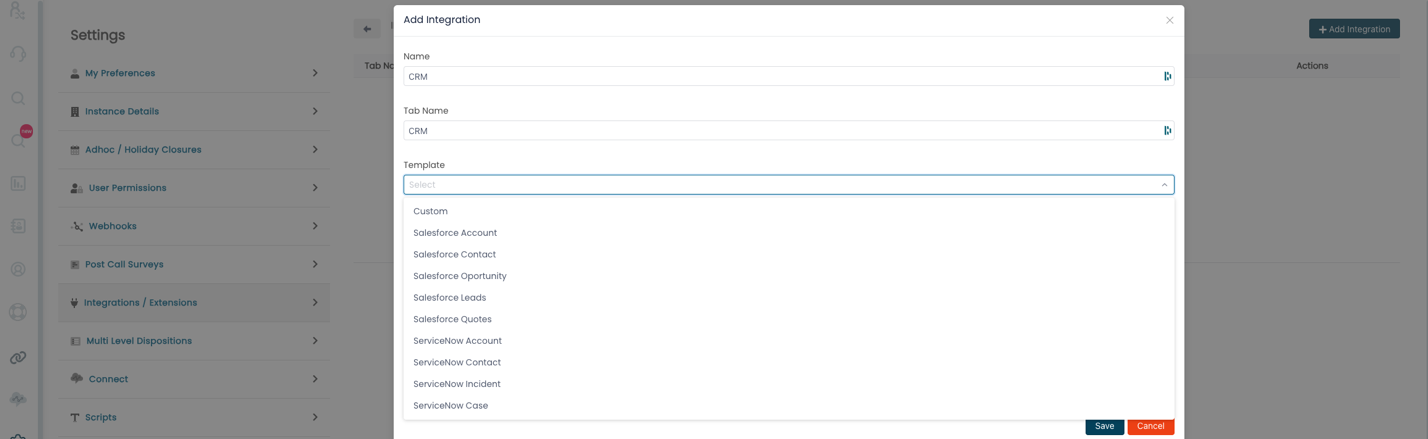 Add Integration
Name
CRM
Tab Name
CRM
Template
Select
Custom
Salesforce Account
Salesforce Contact
Salesforce Oportunity
Salesforce Leads
Salesforce Quotes
ServiceNow Account
ServiceNow Contact
ServiceNow Incident
ServiceNow Case
Save
Cancel
Settings
new
My Preferences
Instance Details
Adhoc / Holiday Closures
User Permissions
Webhooks
Post Call Surveys
Integrations / Extensions
Multi Level Dispositions
Connect
Scripts
+ Add Integration
Tab
Actions